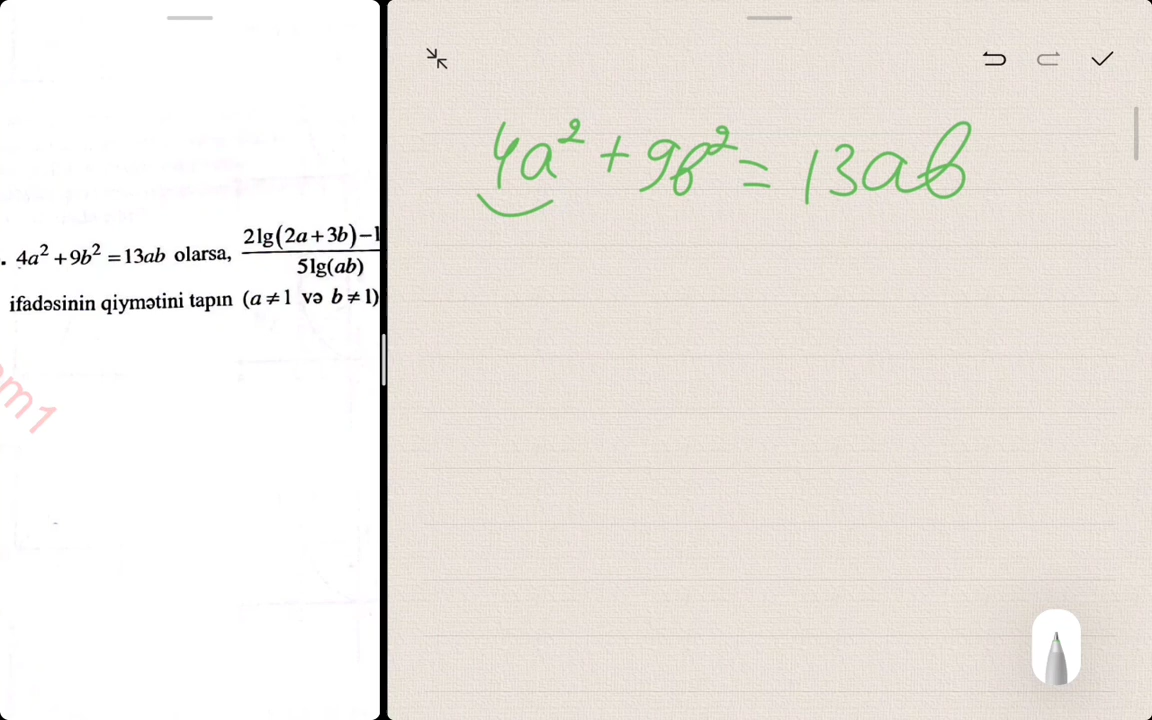 . 4a² + 9b² = 13ab olarsa, 2lg(2a+3b)−1
5lg(ab)
ifadəsinin qiymətini tapın (a ≠ 1 və b ≠ 1)
4a² + 9b² = 13ab